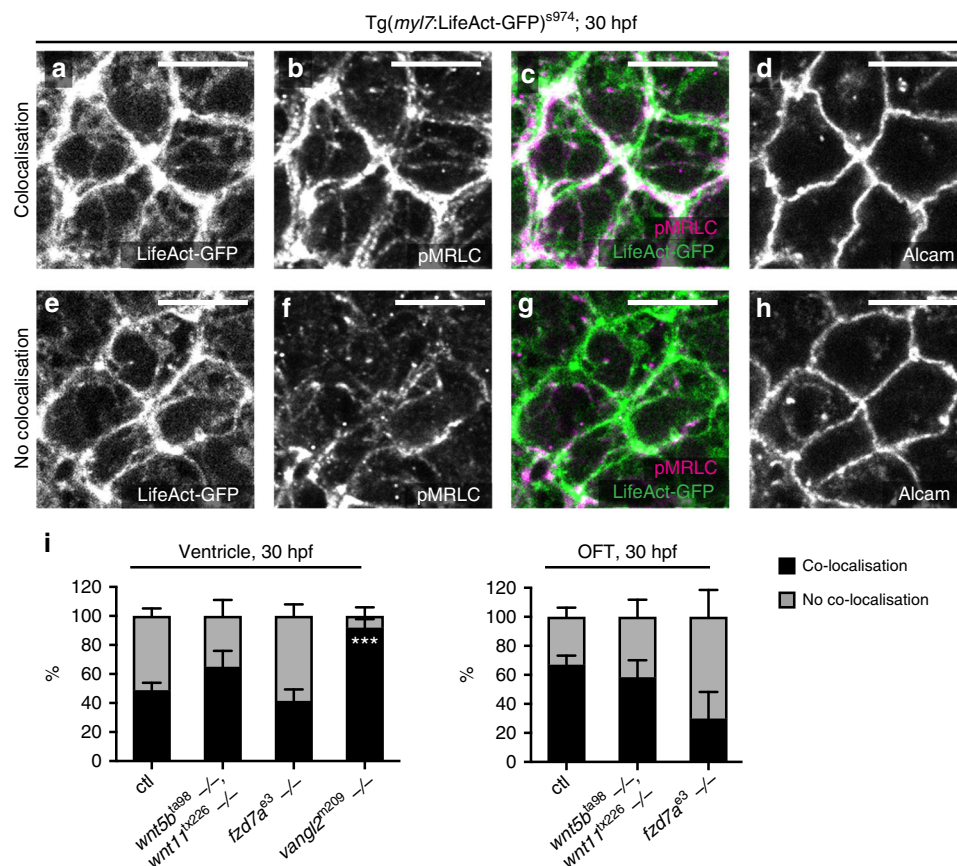 Tg(myl7:LifeAct-GFP)s974; 30 hpf
Colocalisation
a
b
c
d
LifeAct-GFP
pMRLC
pMRLC
LifeAct-GFP
Alcam
No colocalisation
e
f
g
h
LifeAct-GFP
pMRLC
pMRLC
LifeAct-GFP
Alcam
i
Ventricle, 30 hpf
OFT, 30 hpf
Co-localisation
No co-localisation
%
120
100
80
60
40
20
0
***
ctl
wnt5bta98 –/–,
wnt11tx226 –/–
fzd7ae3 –/–
vangl2m209 –/–
%
120
100
80
60
40
20
0
ctl
wnt5bta98 –/–,
wnt11tx226 –/–
fzd7ae3 –/–